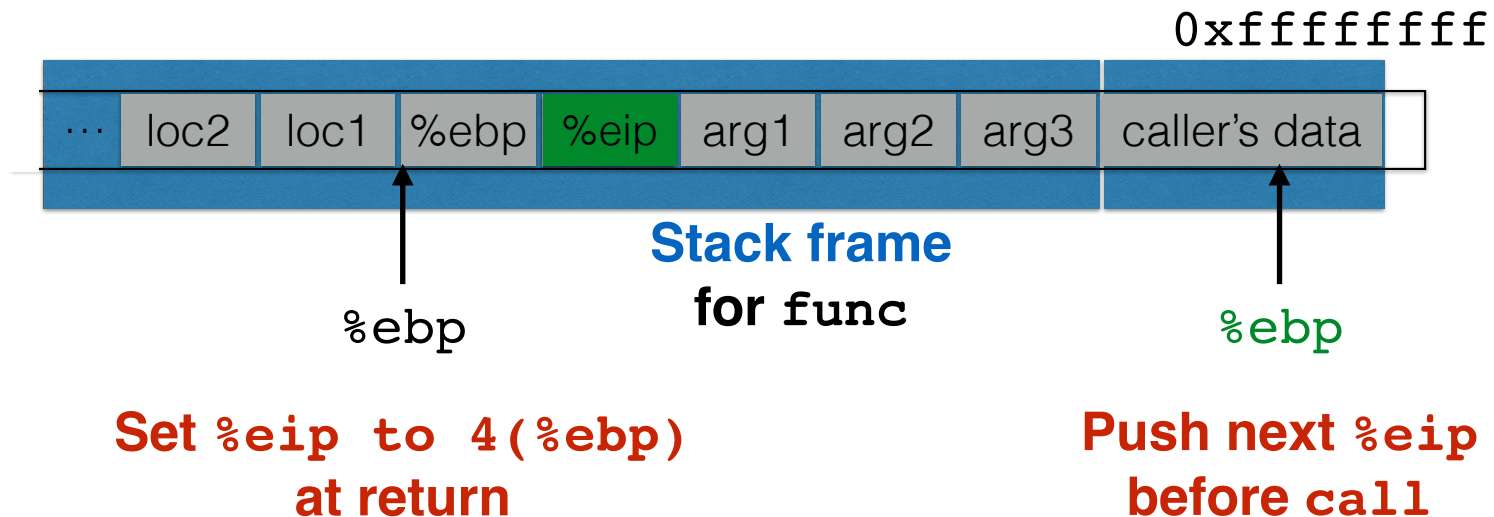 0xffffffff
... loc2 loc1 %ebp %eip arg1 arg2 arg3 caller's data
Stack frame
for func
%ebp
%ebp
Set %eip to 4(%ebp)
at return
Push next %eip
before call